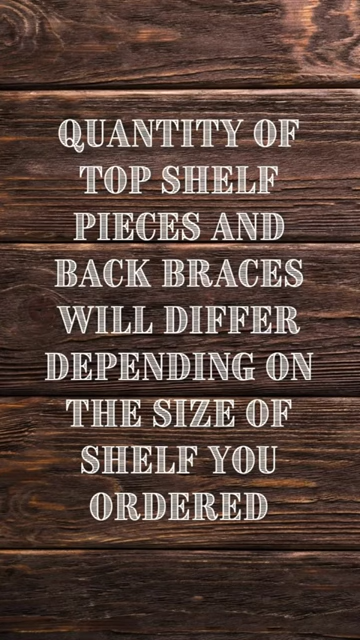 QUANTITY OF
TOP SHELF
PIECES AND
BACK BRACES
WILL DIFFER
DEPENDING ON
THE SIZE OF
SHELF YOU
ORDERED